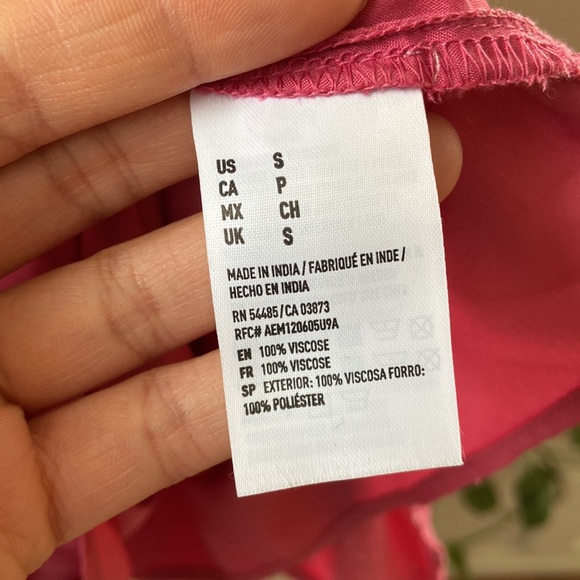 US S
CA P
MX CH
UK S
MADE IN INDIA / FABRIQUÉ EN INDE /
HECHO EN INDIA
RN 54485/CA 03873
RFC# AEM120605U9A
EN 100% VISCOSE
FR 100% VISCOSE
SP EXTERIOR: 100% VISCOSA FORRO:
100% POLIÉSTER